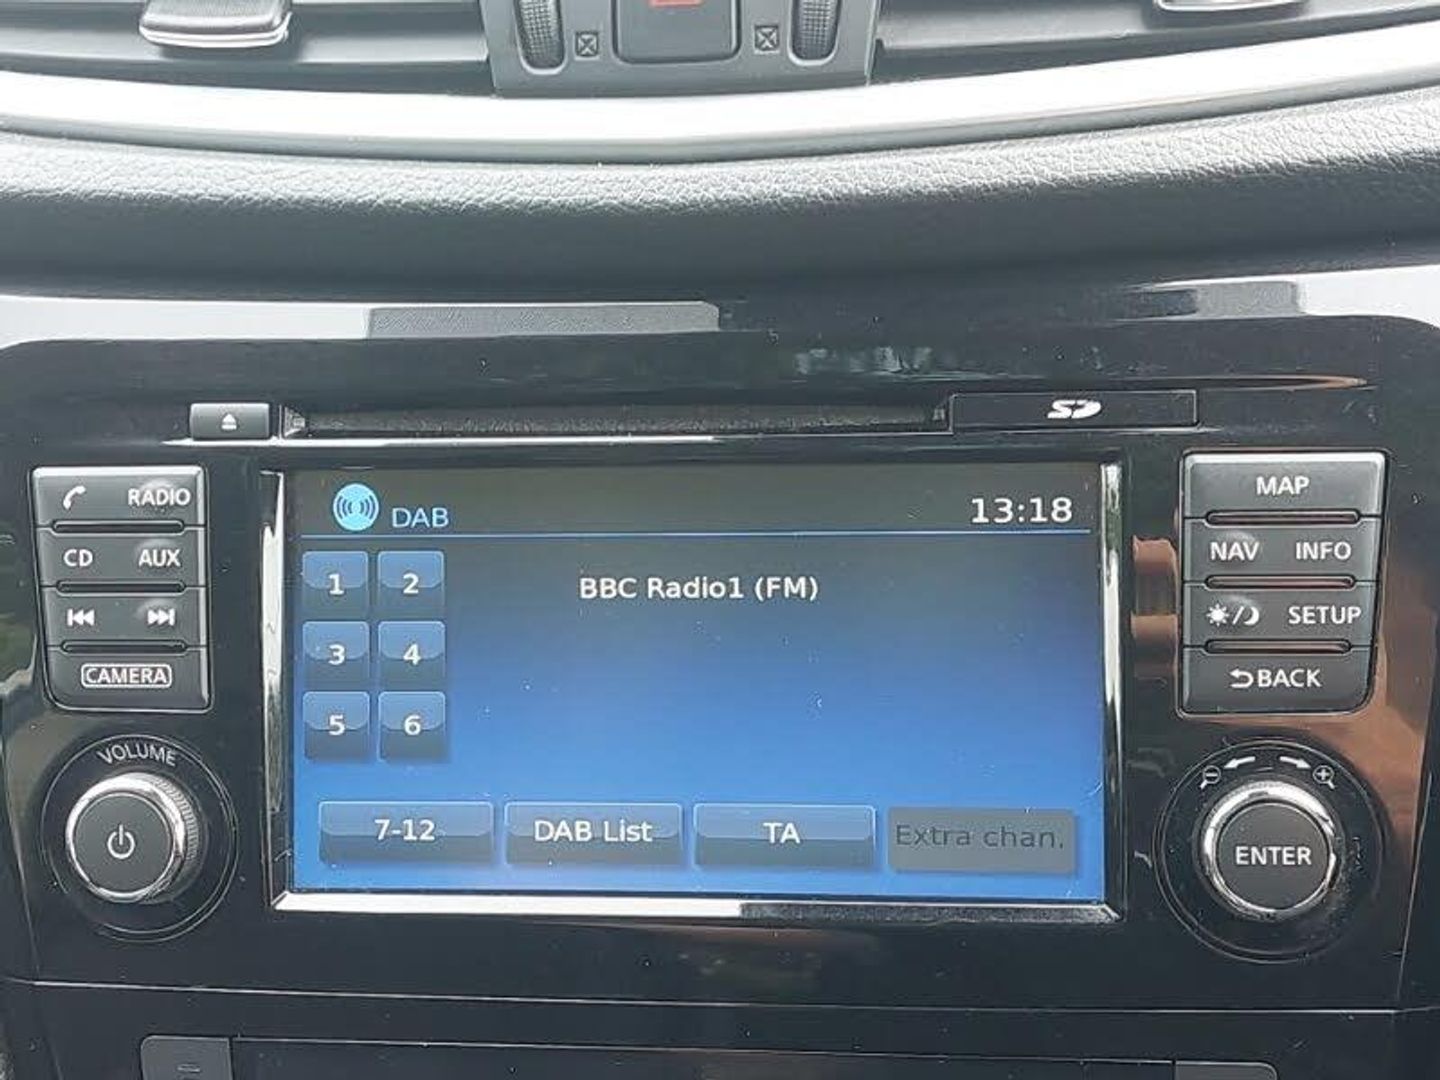 SD
RADIO
CD AUX
CAMERA
VOLUME
DAB 13:18
1 2
BBC Radio1 (FM)
3 4
5 6
7-12 DAB List TA Extra chan.
MAP
NAV INFO
SETUP
BACK
ENTER